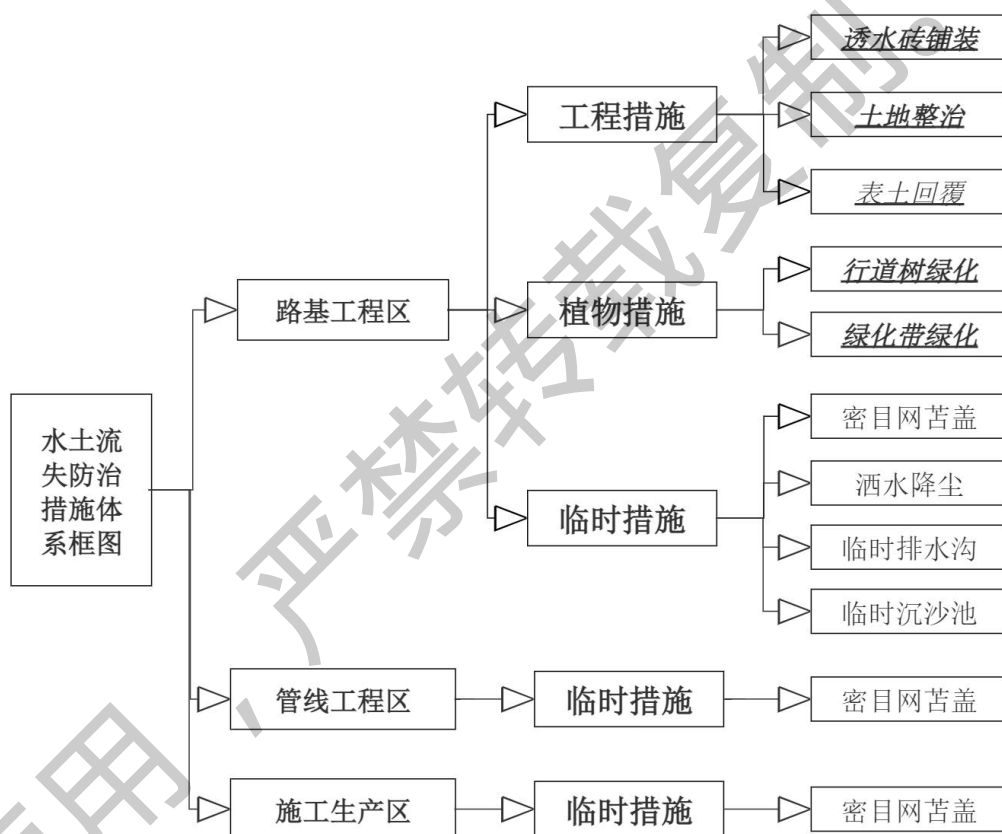 水土流
失防治
措施体
系框图
路基工程区
工程措施
透水砖铺装
土地整治
表土回覆
植物措施
行道树绿化
绿化带绿化
临时措施
密目网苫盖
洒水降尘
临时排水沟
临时沉沙池
管线工程区
临时措施
密目网苫盖
施工生产区
临时措施
密目网苫盖
用，严禁转载复制。